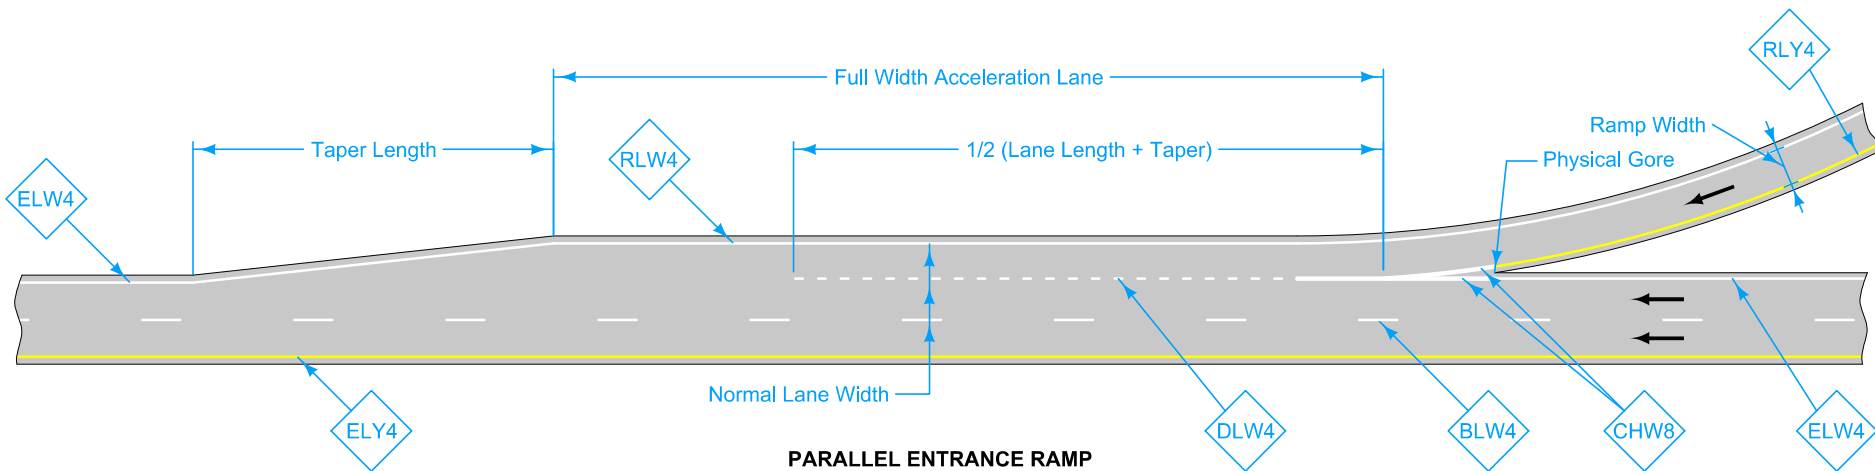 RLY4
Full Width Acceleration Lane
Ramp Width
Taper Length
RLW4
1/2 (Lane Length + Taper)
Physical Gore
ELW4
Normal Lane Width
ELY4
DLW4
BLW4
CHW8
ELW4
PARALLEL ENTRANCE RAMP